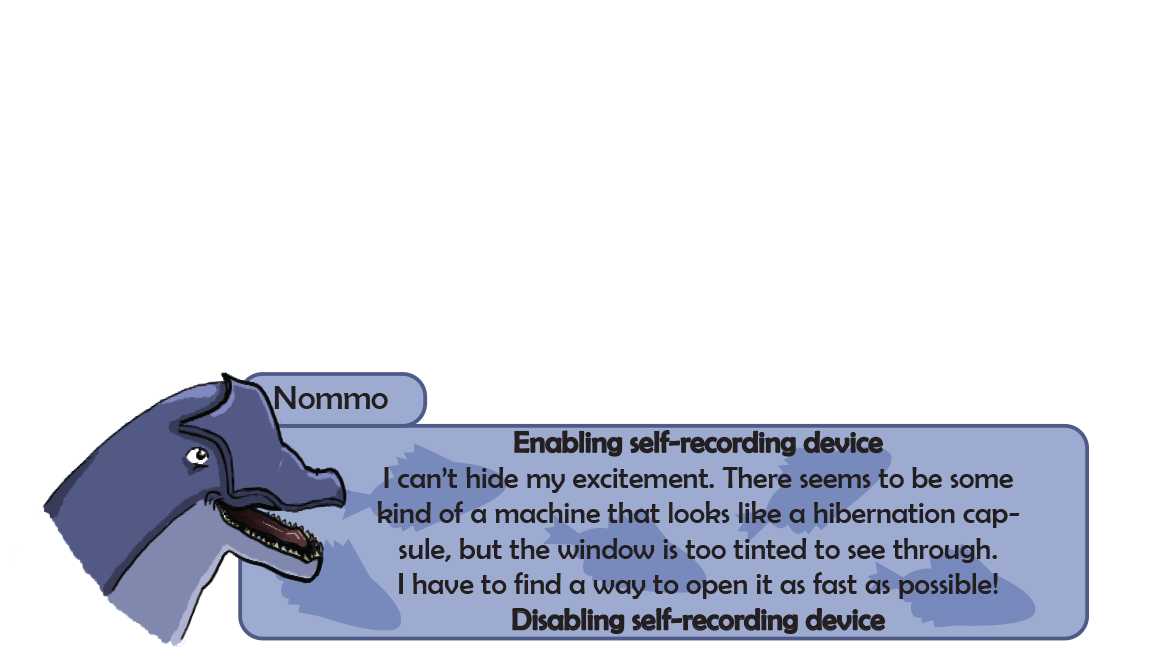 Nommo
Enabling self-recording device
I can't hide my excitement. There seems to be some
kind of a machine that looks like a hibernation cap-
sule, but the window is too tinted to see through.
I have to find a way to open it as fast as possible!
Disabling self-recording device